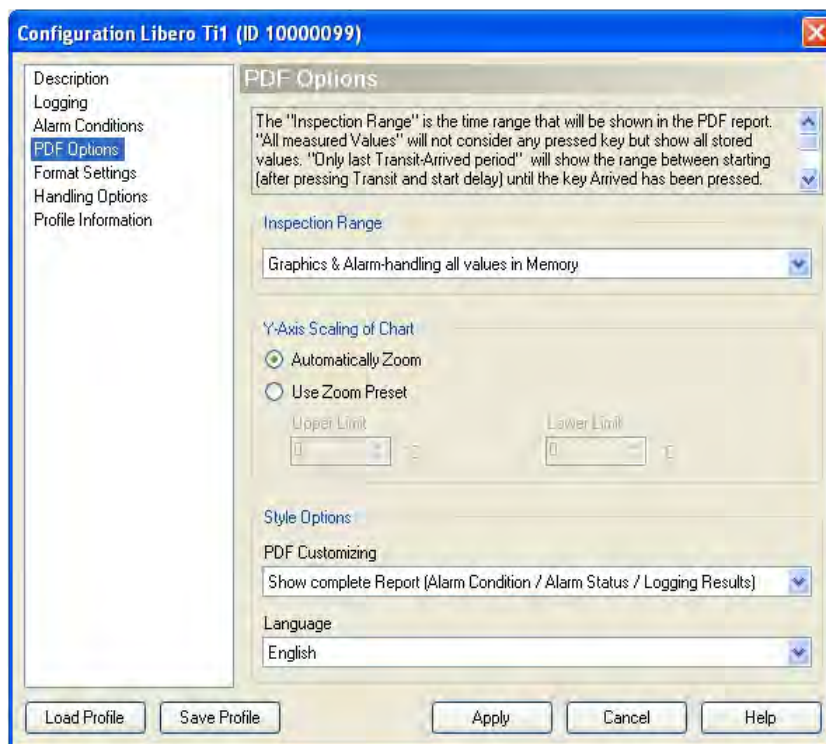 Configuration Libero Ti1 (ID 10000099)
Description
Logging
Alarm Conditions
PDF Options
Format Settings
Handling Options
Profile Information
PDF Options
The "Inspection Range" is the time range that will be shown in the PDF report.
"All measured Values" will not consider any pressed key but show all stored
values. "Only last Transit-Arrived period" will show the range between starting
(after pressing Transit and start delay) until the key Arrived has been pressed.
Inspection Range
Graphics & Alarm-handling all values in Memory
Y-Axis Scaling of Chart
Automatically Zoom
Use Zoom Preset
Upper Limit
Lower Limit
0 °C
0 °C
Style Options
PDF Customizing
Show complete Report (Alarm Condition / Alarm Status / Logging Results)
Language
English
Load Profile
Save Profile
Apply
Cancel
Help